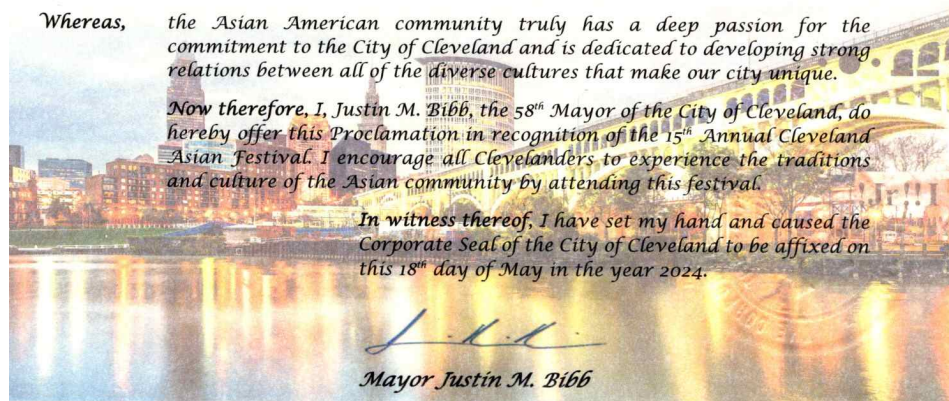 Whereas, the Asian American community truly has a deep passion for the
commitment to the City of Cleveland and is dedicated to developing strong
relations between all of the diverse cultures that make our city unique.
Now therefore, I, Justin M. Bibb, the 58th Mayor of the City of Cleveland, do
hereby offer this Proclamation in recognition of the 15th Annual Cleveland
Asian Festival. I encourage all Clevelanders to experience the traditions
and culture of the Asian community by attending this festival.
In witness thereof, I have set my hand and caused the
Corporate Seal of the City of Cleveland to be affixed on
this 18th day of May in the year 2024.
Mayor Justin M. Bibb